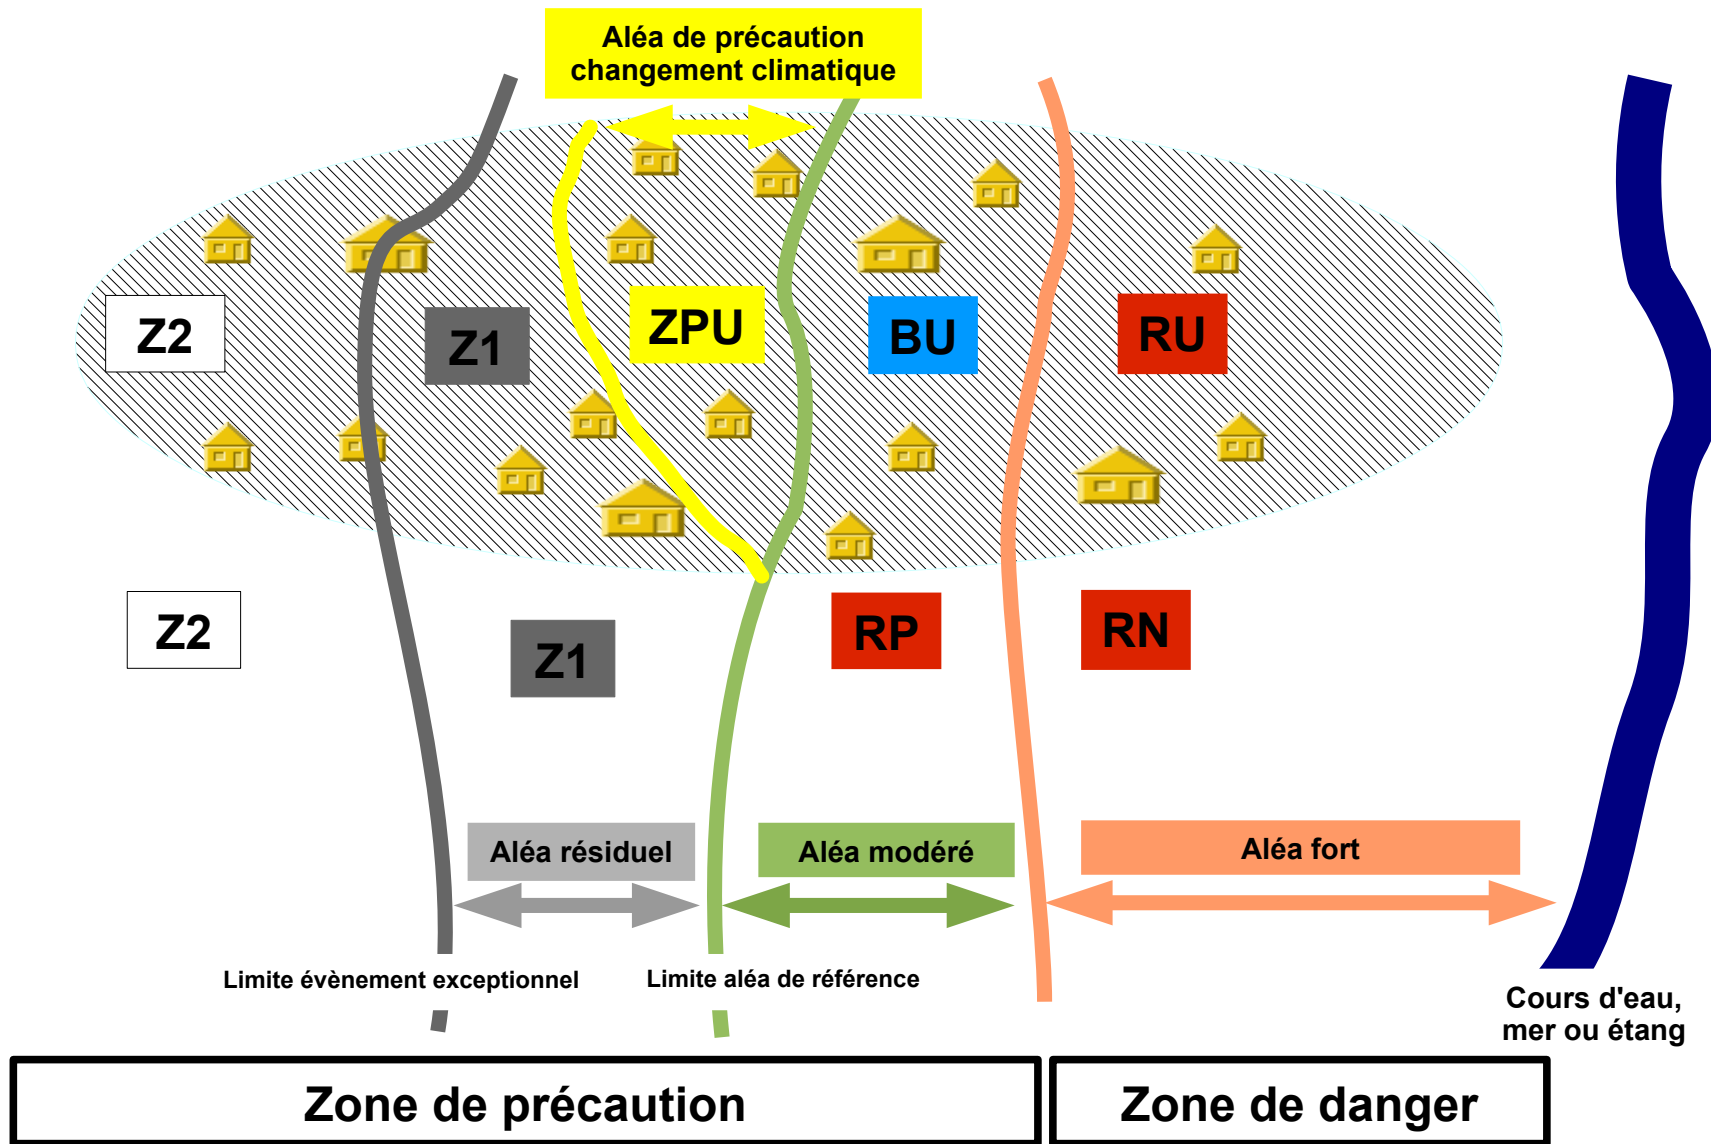 Aléa de précaution
changement climatique
Z2
Z1
ZPU
BU
RU
Z2
Z1
RP
RN
Aléa résiduel
Aléa modéré
Aléa fort
Limite évènement exceptionnel
Limite aléa de référence
Cours d'eau,
mer ou étang
Zone de précaution
Zone de danger